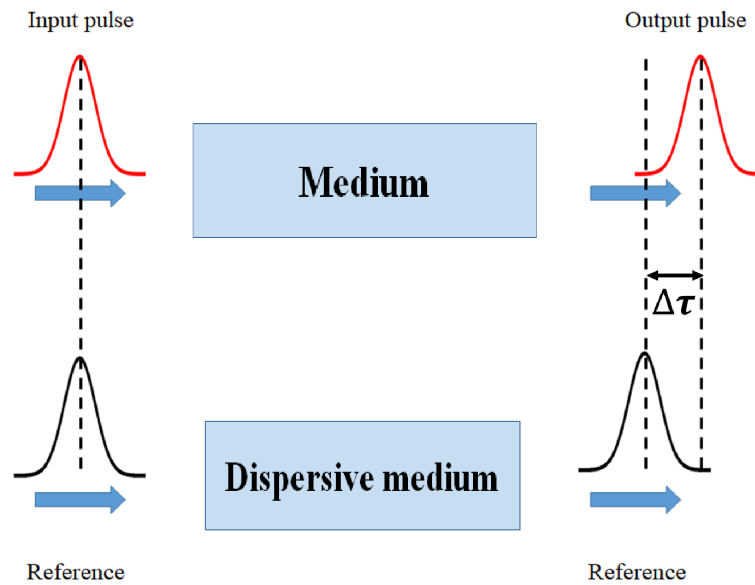 Input pulse
Output pulse
Medium
Δτ
Dispersive medium
Reference
Reference